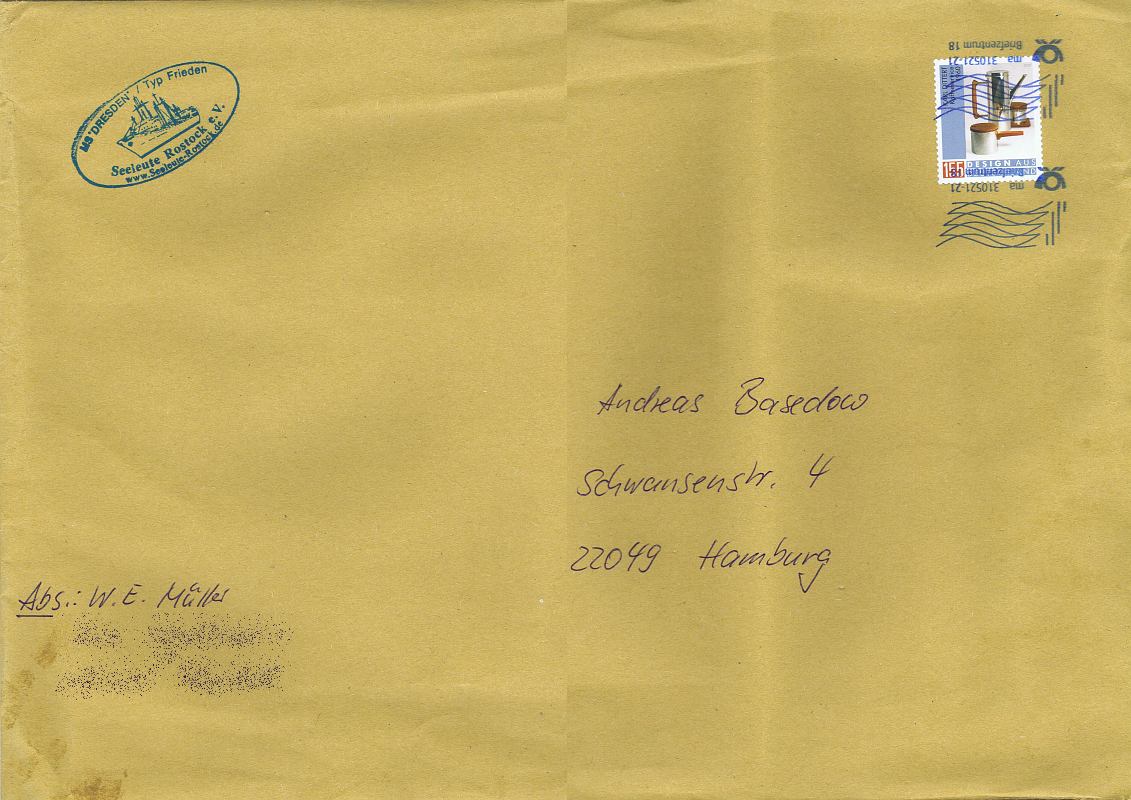 MS "DRESDEN" / Typ Frieden
Seeleute Rostock e. V.
www.Seeleute-Rostock.de
Briefzentrum 18
ma 310521-21
155
DESIGN AUS
Briefzentrum 18
ma 310521-21
Andreas Basedow
Schwansenstr. 4
22049 Hamburg
Abs.: W. E. Müller